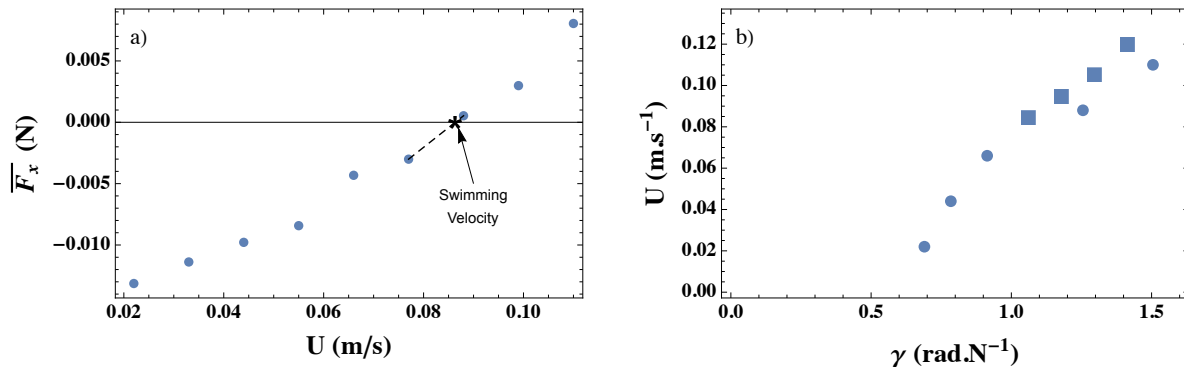 a)
0.005
0.000
−0.005
−0.010
F_x (N)
Swimming
Velocity
0.02
0.04
0.06
0.08
0.10
U (m/s)
b)
0.12
0.10
0.08
0.06
0.04
0.02
0.00
U (m.s⁻¹)
0.0
0.5
1.0
1.5
γ (rad.N⁻¹)